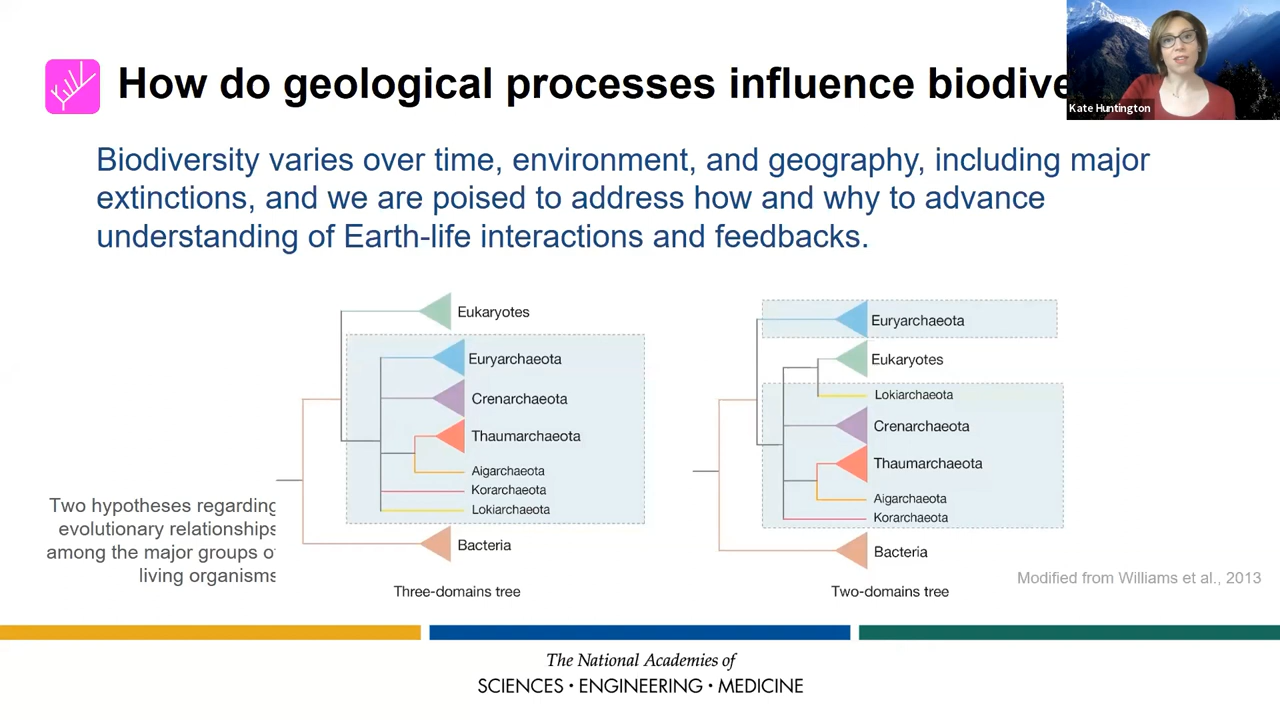 How do geological processes influence biodive
Kate Huntington
Biodiversity varies over time, environment, and geography, including major
extinctions, and we are poised to address how and why to advance
understanding of Earth-life interactions and feedbacks.
Eukaryotes
Euryarchaeota
Crenarchaeota
Thaumarchaeota
Aigarchaeota
Korarchaeota
Lokiarchaeota
Bacteria
Three-domains tree
Euryarchaeota
Eukaryotes
Lokiarchaeota
Crenarchaeota
Thaumarchaeota
Aigarchaeota
Korarchaeota
Bacteria
Two-domains tree
Two hypotheses regarding
evolutionary relationships
among the major groups of
living organisms
Modified from Williams et al., 2013
The National Academies of
SCIENCES · ENGINEERING · MEDICINE